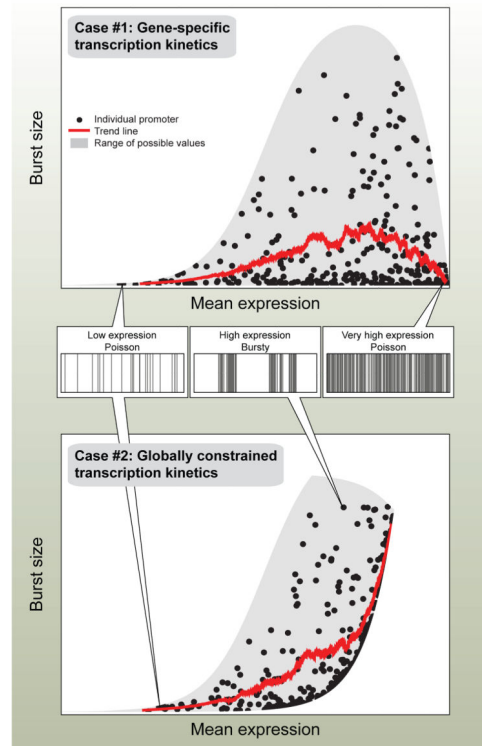 Case #1: Gene-specific
transcription kinetics
Individual promoter
Trend line
Range of possible values
Burst size
Mean expression
Low expression
Poisson
High expression
Bursty
Very high expression
Poisson
Case #2: Globally constrained
transcription kinetics
Burst size
Mean expression